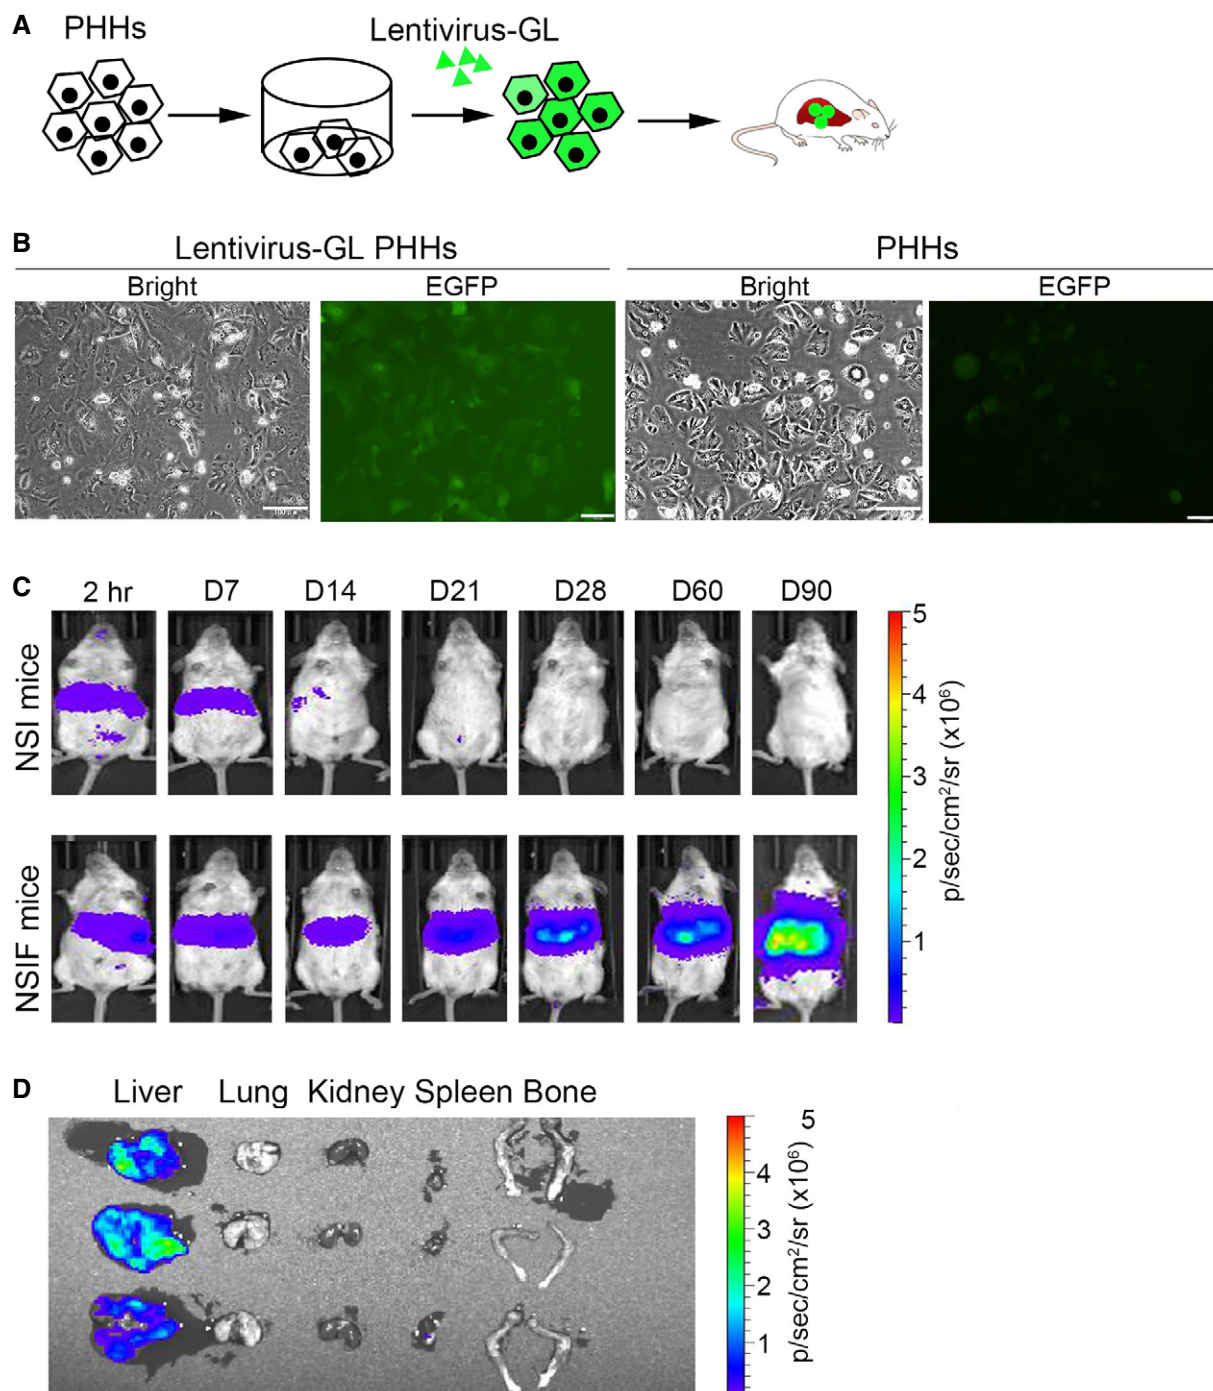 A
PHHs
Lentivirus-GL
B
Lentivirus-GL PHHs
PHHs
Bright
EGFP
Bright
EGFP
C
2 hr D7 D14 D21 D28 D60 D90
NSI mice
NSIF mice
5
4
3
2
1
p/sec/cm²/sr (x10⁶)
D
Liver Lung Kidney Spleen Bone
5
4
3
2
1
p/sec/cm²/sr (x10⁶)